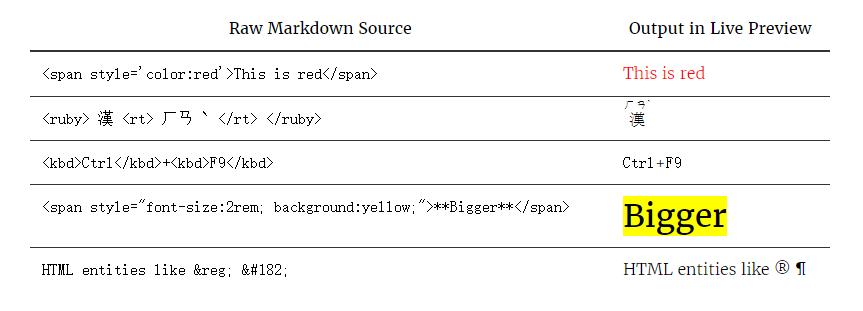 Raw Markdown Source Output in Live Preview
<span style='color:red'>This is red</span> This is red
<ruby> 漢 <rt> ㄏㄢˋ </rt> </ruby> ㄏㄢˋ 漢
<kbd>Ctrl</kbd>+<kbd>F9</kbd> Ctrl+F9
<span style="font-size:2rem; background:yellow;">**Bigger**</span> Bigger
HTML entities like &reg; &#182; HTML entities like ® ¶